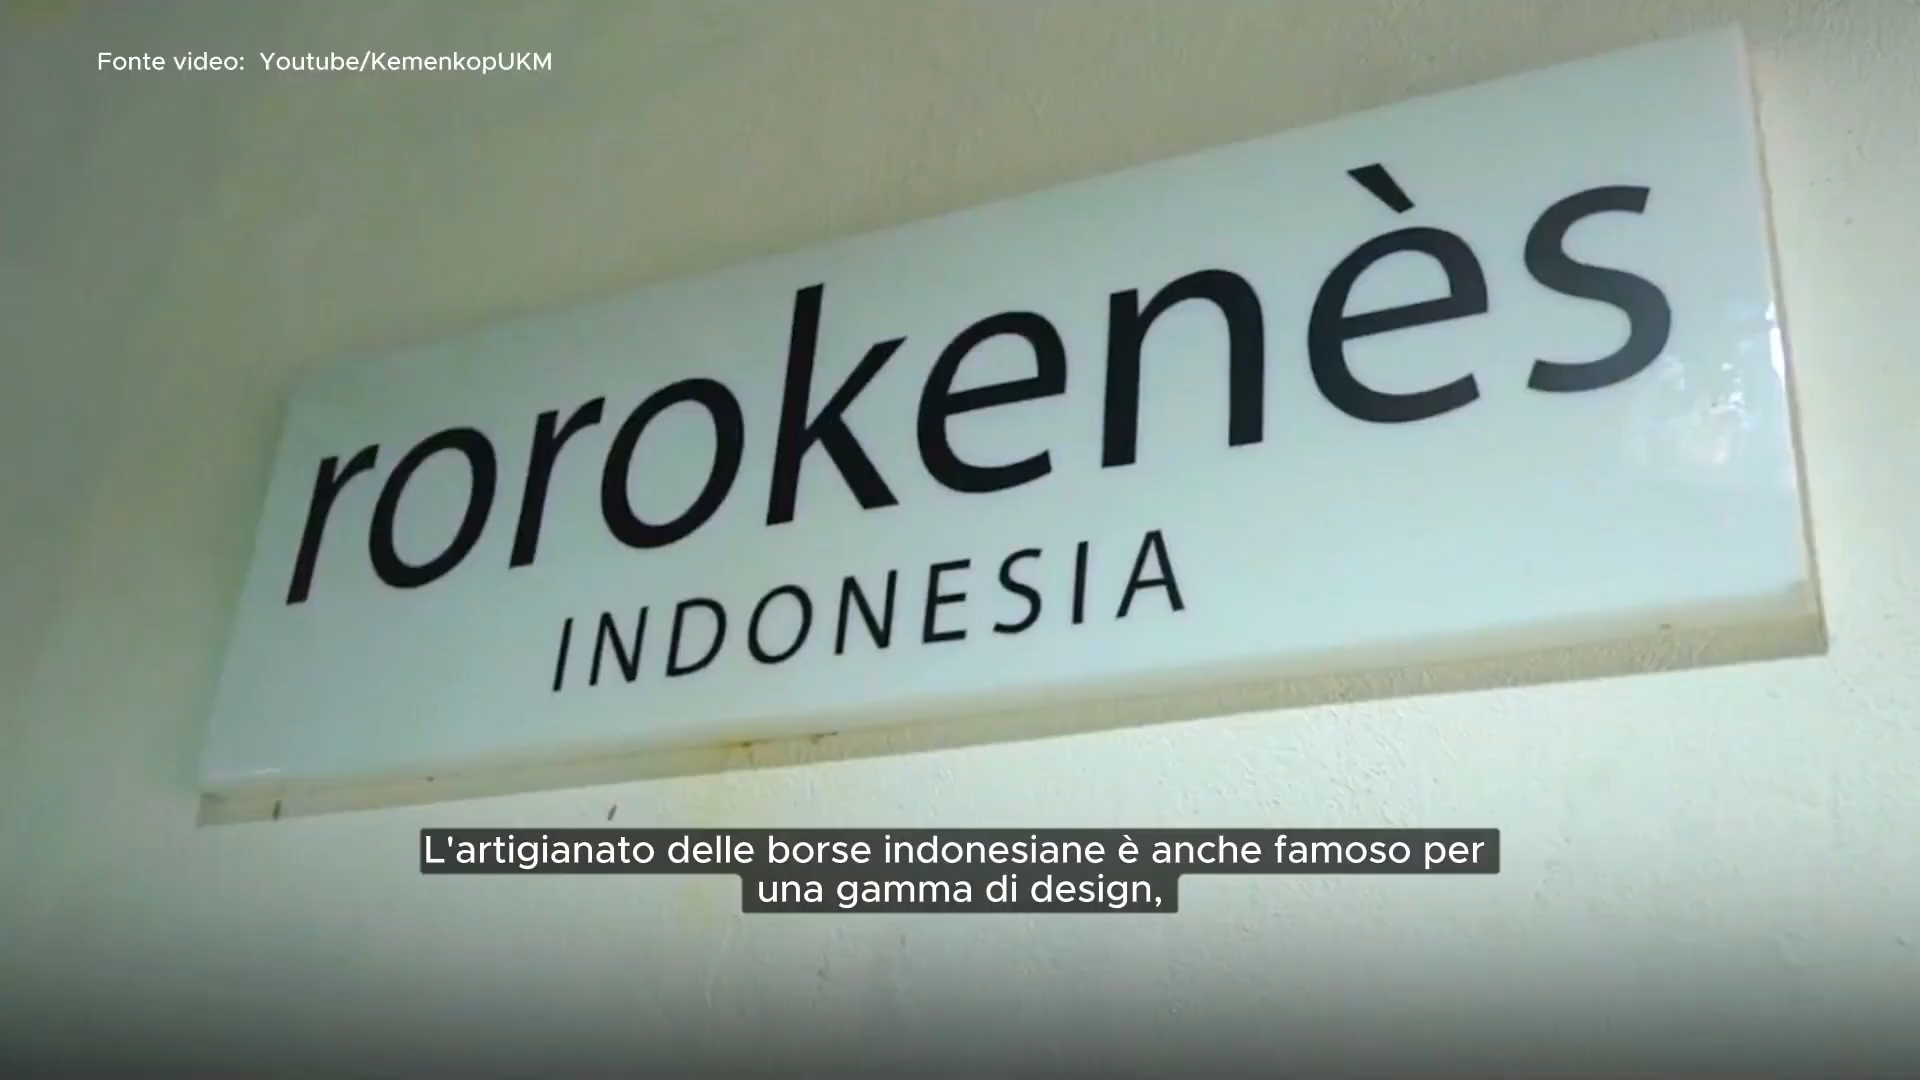 Fonte video: Youtube/KemenkopUKM
rorokenès
INDONESIA
L'artigianato delle borse indonesiane è anche famoso per
una gamma di design,